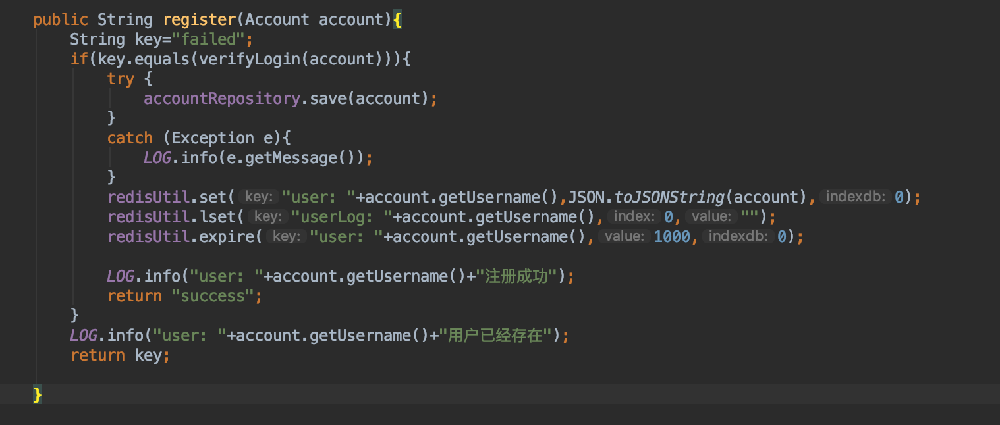 public String register(Account account){
String key="failed";
if(key.equals(verifyLogin(account))){
try {
accountRepository.save(account);
}
catch (Exception e){
LOG.info(e.getMessage());
}
redisUtil.set( key: "user: "+account.getUsername(),JSON.toJSONString(account), indexdb: 0);
redisUtil.lset( key: "userLog: "+account.getUsername(), index: 0, value: "");
redisUtil.expire( key: "user: "+account.getUsername(), value: 1000, indexdb: 0);
LOG.info("user: "+account.getUsername()+"注册成功");
return "success";
}
LOG.info("user: "+account.getUsername()+"用户已经存在");
return key;
}